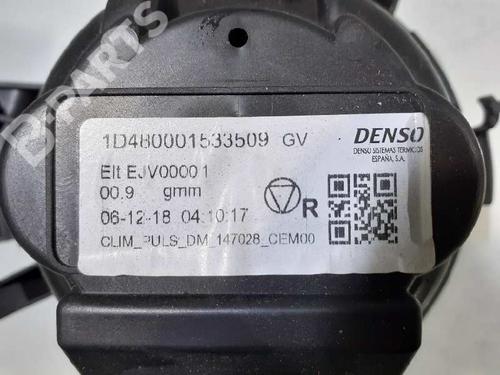 B-PARTS
1D480001533509 GV
DENSO
DENSO SISTEMAS TERMICOS
ESPAÑA, S.A.
Elt EJV00001
00.9 gmm
06-12-18 04:10:17
R
CLIM_PULS_DM_147028_CEM00